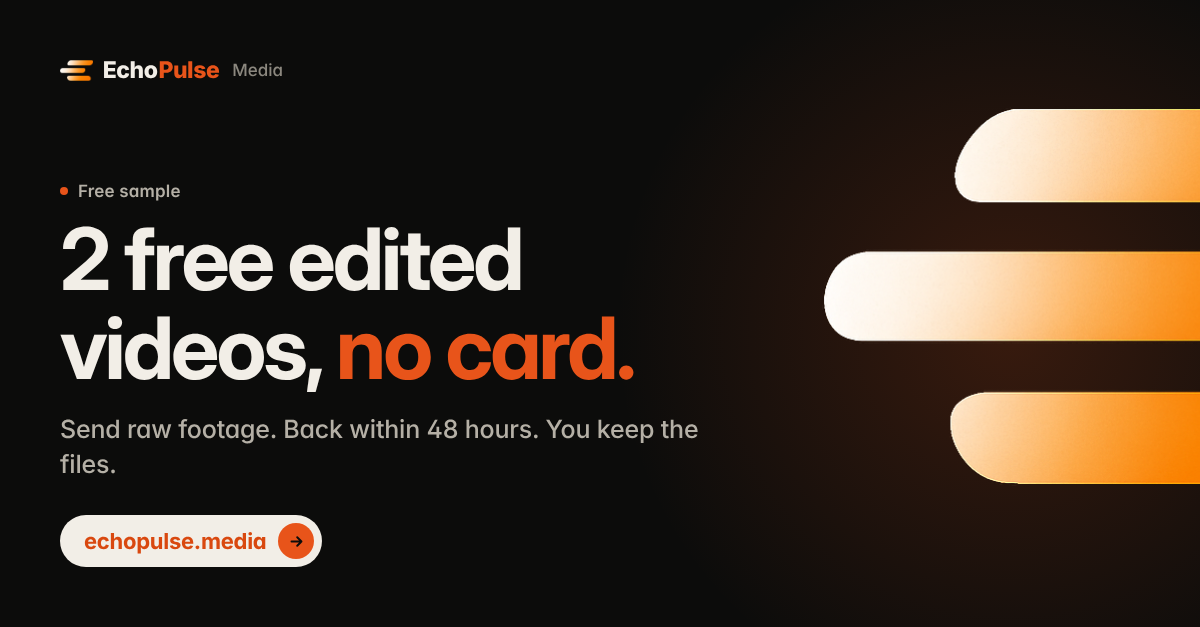 EchoPulse Media
Free sample
2 free edited
videos, no card.
Send raw footage. Back within 48 hours. You keep the
files.
echopulse.media →